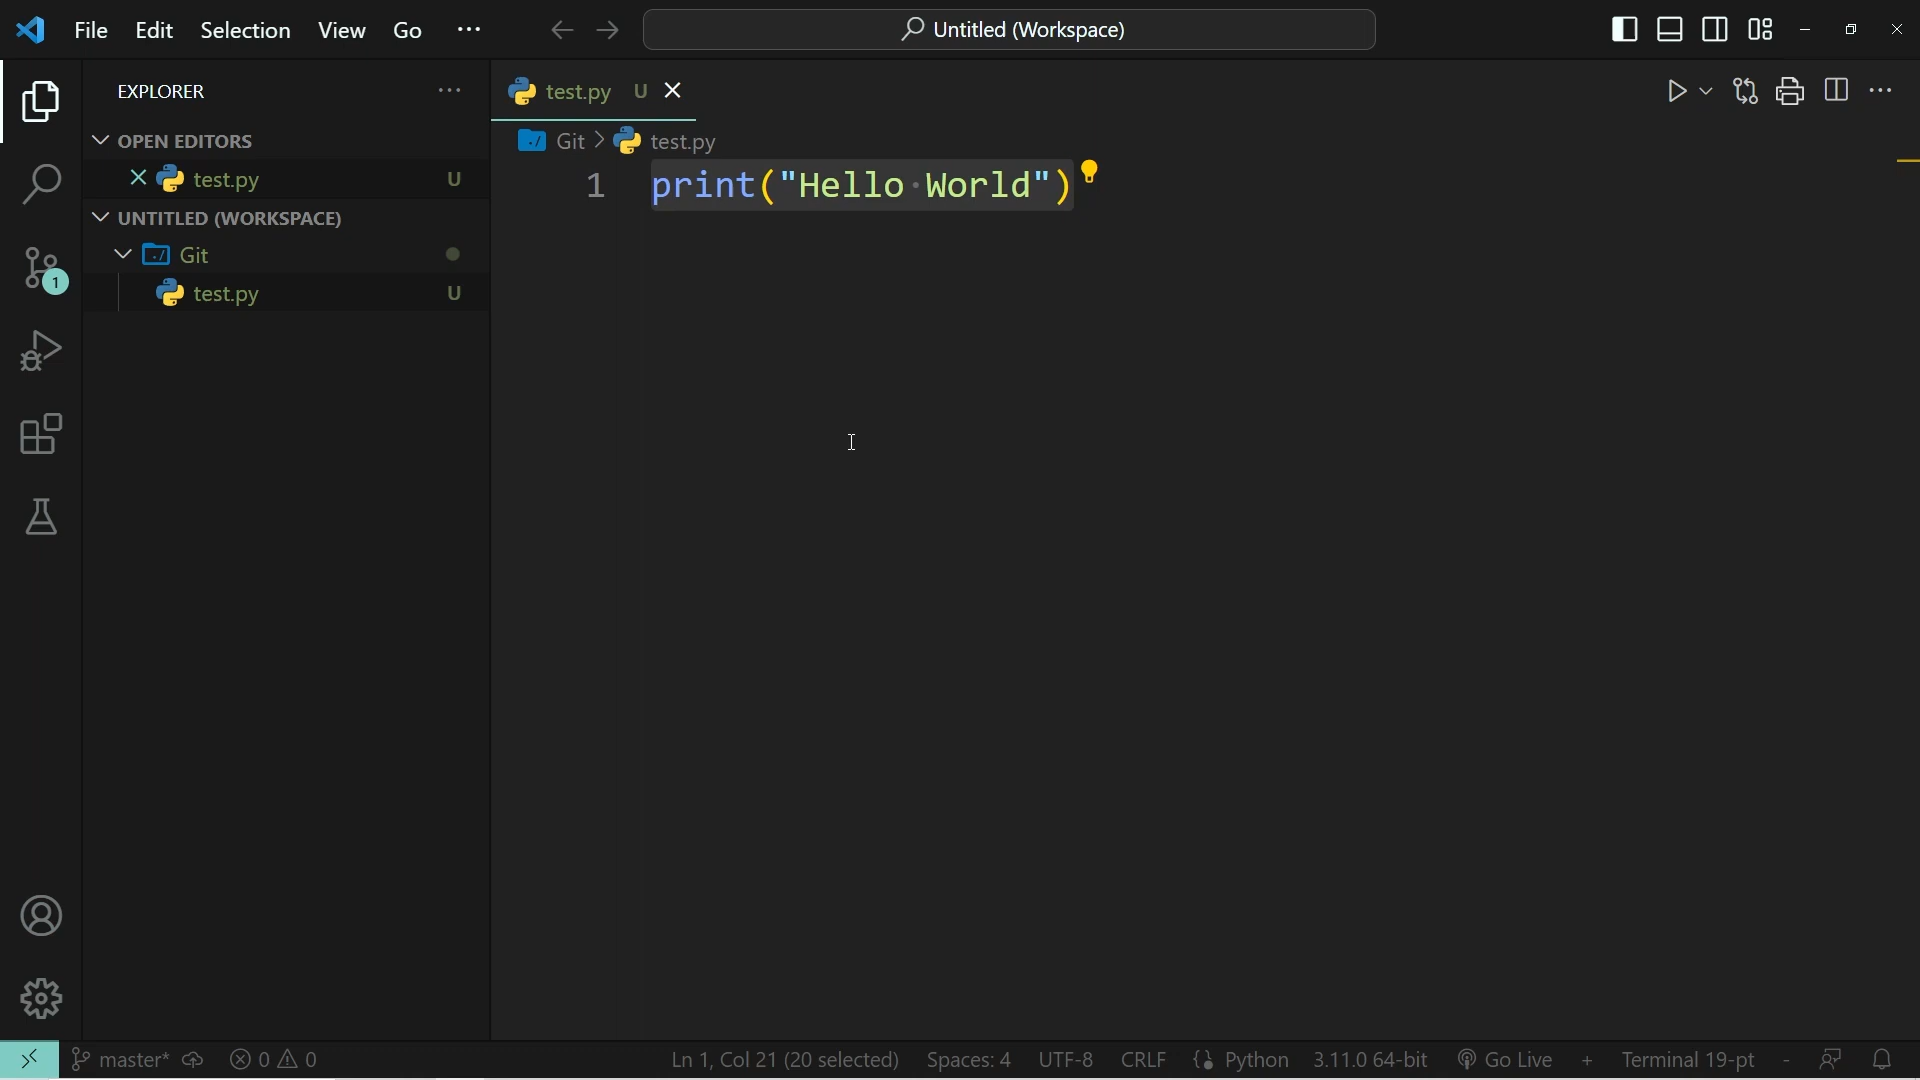 File Edit Selection View Go ···
Untitled (Workspace)
EXPLORER ···
OPEN EDITORS
test.py U
UNTITLED (WORKSPACE)
Git
test.py U
1
test.py U
Git > test.py
1 print("Hello·World")
master* 0 0
Ln 1, Col 21 (20 selected) Spaces: 4 UTF-8 CRLF Python 3.11.0 64-bit Go Live + Terminal 19-pt -